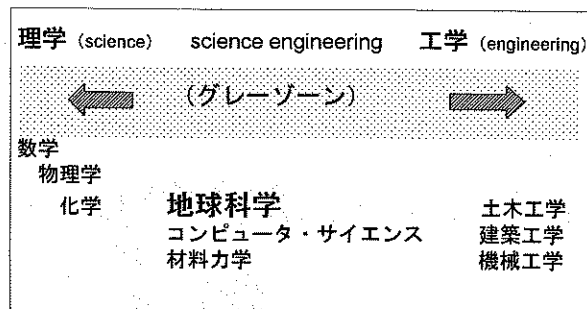 理学 (science) science engineering 工学 (engineering)
(グレーゾーン)
数学
物理学
化学 地球科学 土木工学
コンピュータ・サイエンス 建築工学
材料力学 機械工学